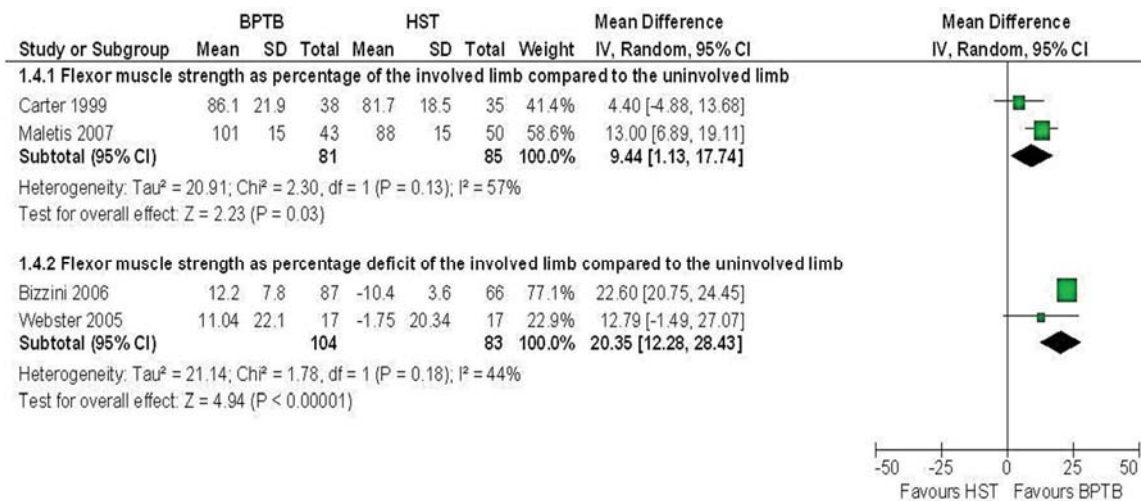 BPTB HST Mean Difference Mean Difference
Study or Subgroup Mean SD Total Mean SD Total Weight IV, Random, 95% CI IV, Random, 95% CI
1.4.1 Flexor muscle strength as percentage of the involved limb compared to the uninvolved limb
Carter 1999 86.1 21.9 38 81.7 18.5 35 41.4% 4.40 [-4.88, 13.68]
Maletis 2007 101 15 43 88 15 50 58.6% 13.00 [6.89, 19.11]
Subtotal (95% CI) 81 85 100.0% 9.44 [1.13, 17.74]
Heterogeneity: Tau² = 20.91; Chi² = 2.30, df = 1 (P = 0.13); I² = 57%
Test for overall effect: Z = 2.23 (P = 0.03)
1.4.2 Flexor muscle strength as percentage deficit of the involved limb compared to the uninvolved limb
Bizzini 2006 12.2 7.8 87 -10.4 3.6 66 77.1% 22.60 [20.75, 24.45]
Webster 2005 11.04 22.1 17 -1.75 20.34 17 22.9% 12.79 [-1.49, 27.07]
Subtotal (95% CI) 104 83 100.0% 20.35 [12.28, 28.43]
Heterogeneity: Tau² = 21.14; Chi² = 1.78, df = 1 (P = 0.18); I² = 44%
Test for overall effect: Z = 4.94 (P < 0.00001)
-50 -25 0 25 50
Favours HST Favours BPTB